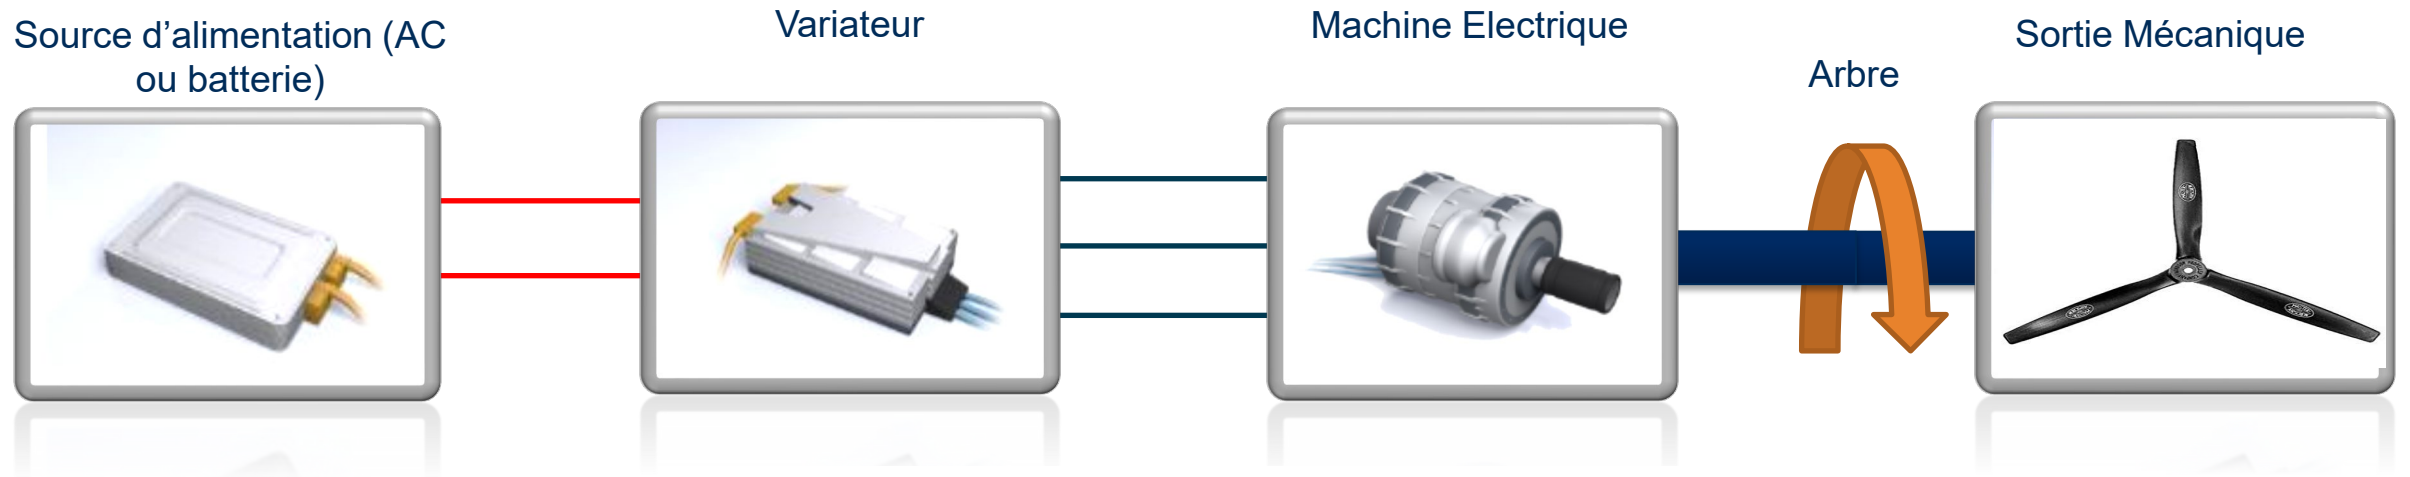 Source d’alimentation (AC
ou batterie)
Variateur
Machine Electrique
Arbre
Sortie Mécanique